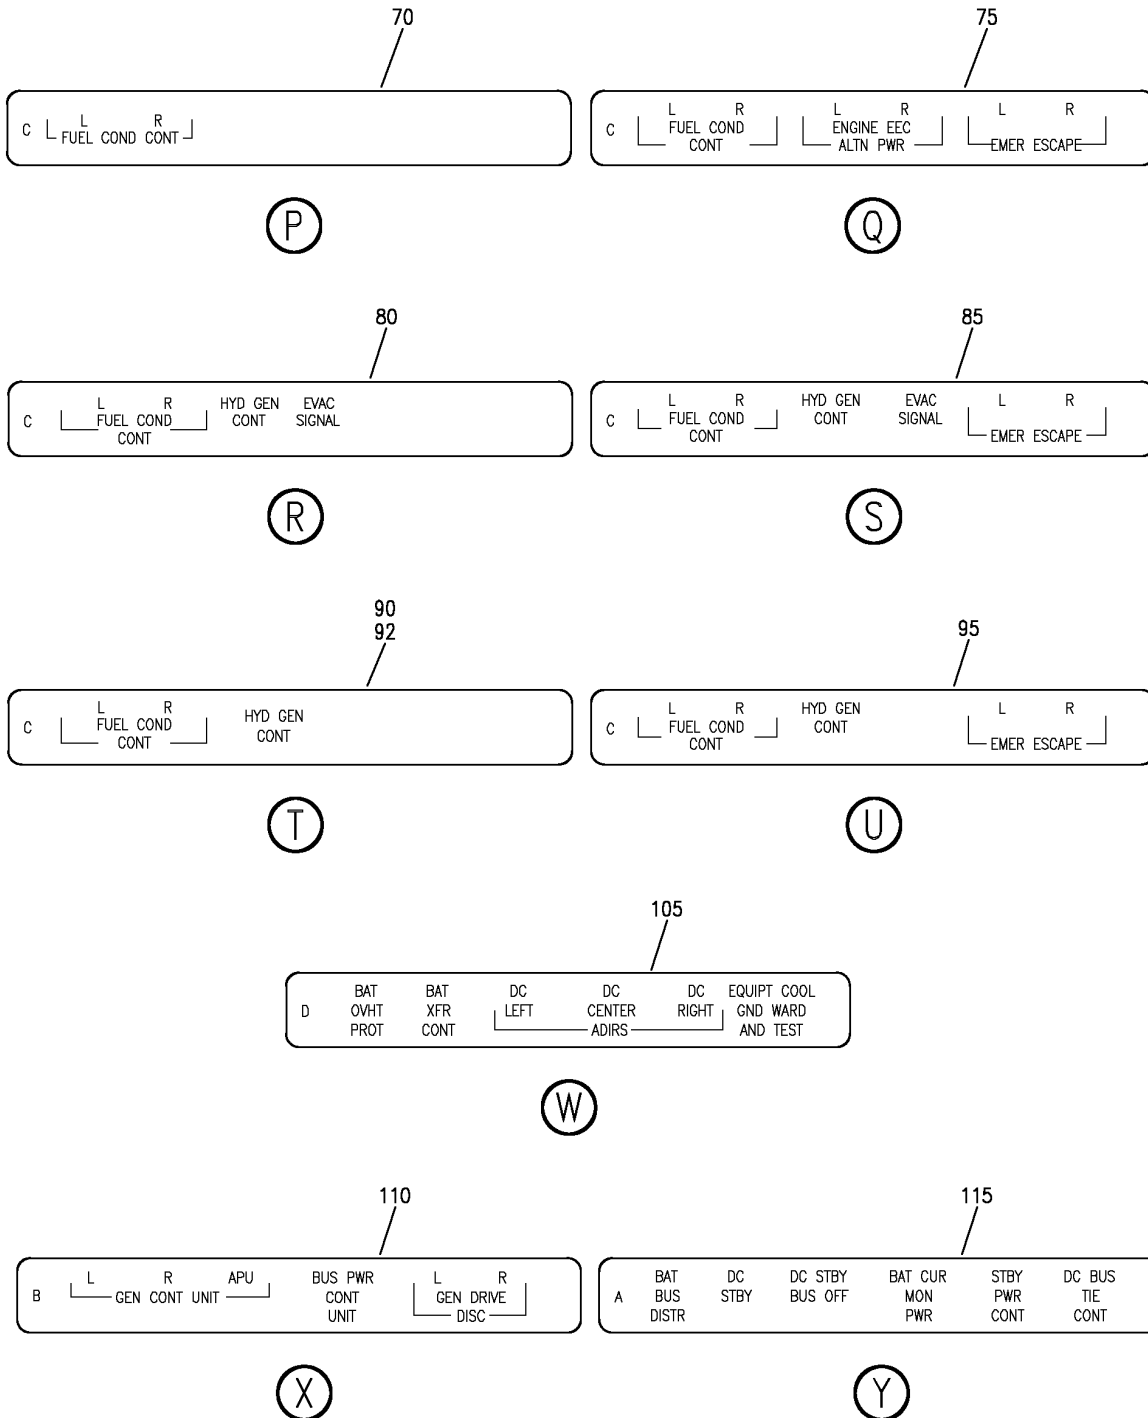 70
C L R
FUEL COND CONT
P
75
C L R L R L R
FUEL COND ENGINE EEC
CONT ALTN PWR EMER ESCAPE
Q
80
C L R HYD GEN EVAC
FUEL COND CONT SIGNAL
CONT
R
85
C L R HYD GEN EVAC L R
FUEL COND CONT SIGNAL
CONT EMER ESCAPE
S
90
92
C L R HYD GEN
FUEL COND CONT
CONT
T
95
C L R HYD GEN L R
FUEL COND CONT
CONT EMER ESCAPE
U
105
BAT BAT DC DC DC EQUIPT COOL
D OVHT XFR LEFT CENTER RIGHT GND WARD
PROT CONT ADIRS AND TEST
W
110
L R APU BUS PWR L R
B GEN CONT UNIT CONT GEN DRIVE
UNIT DISC
X
115
BAT DC DC STBY BAT CUR STBY DC BUS
A BUS STBY BUS OFF MON PWR TIE
DISTR PWR CONT CONT
Y